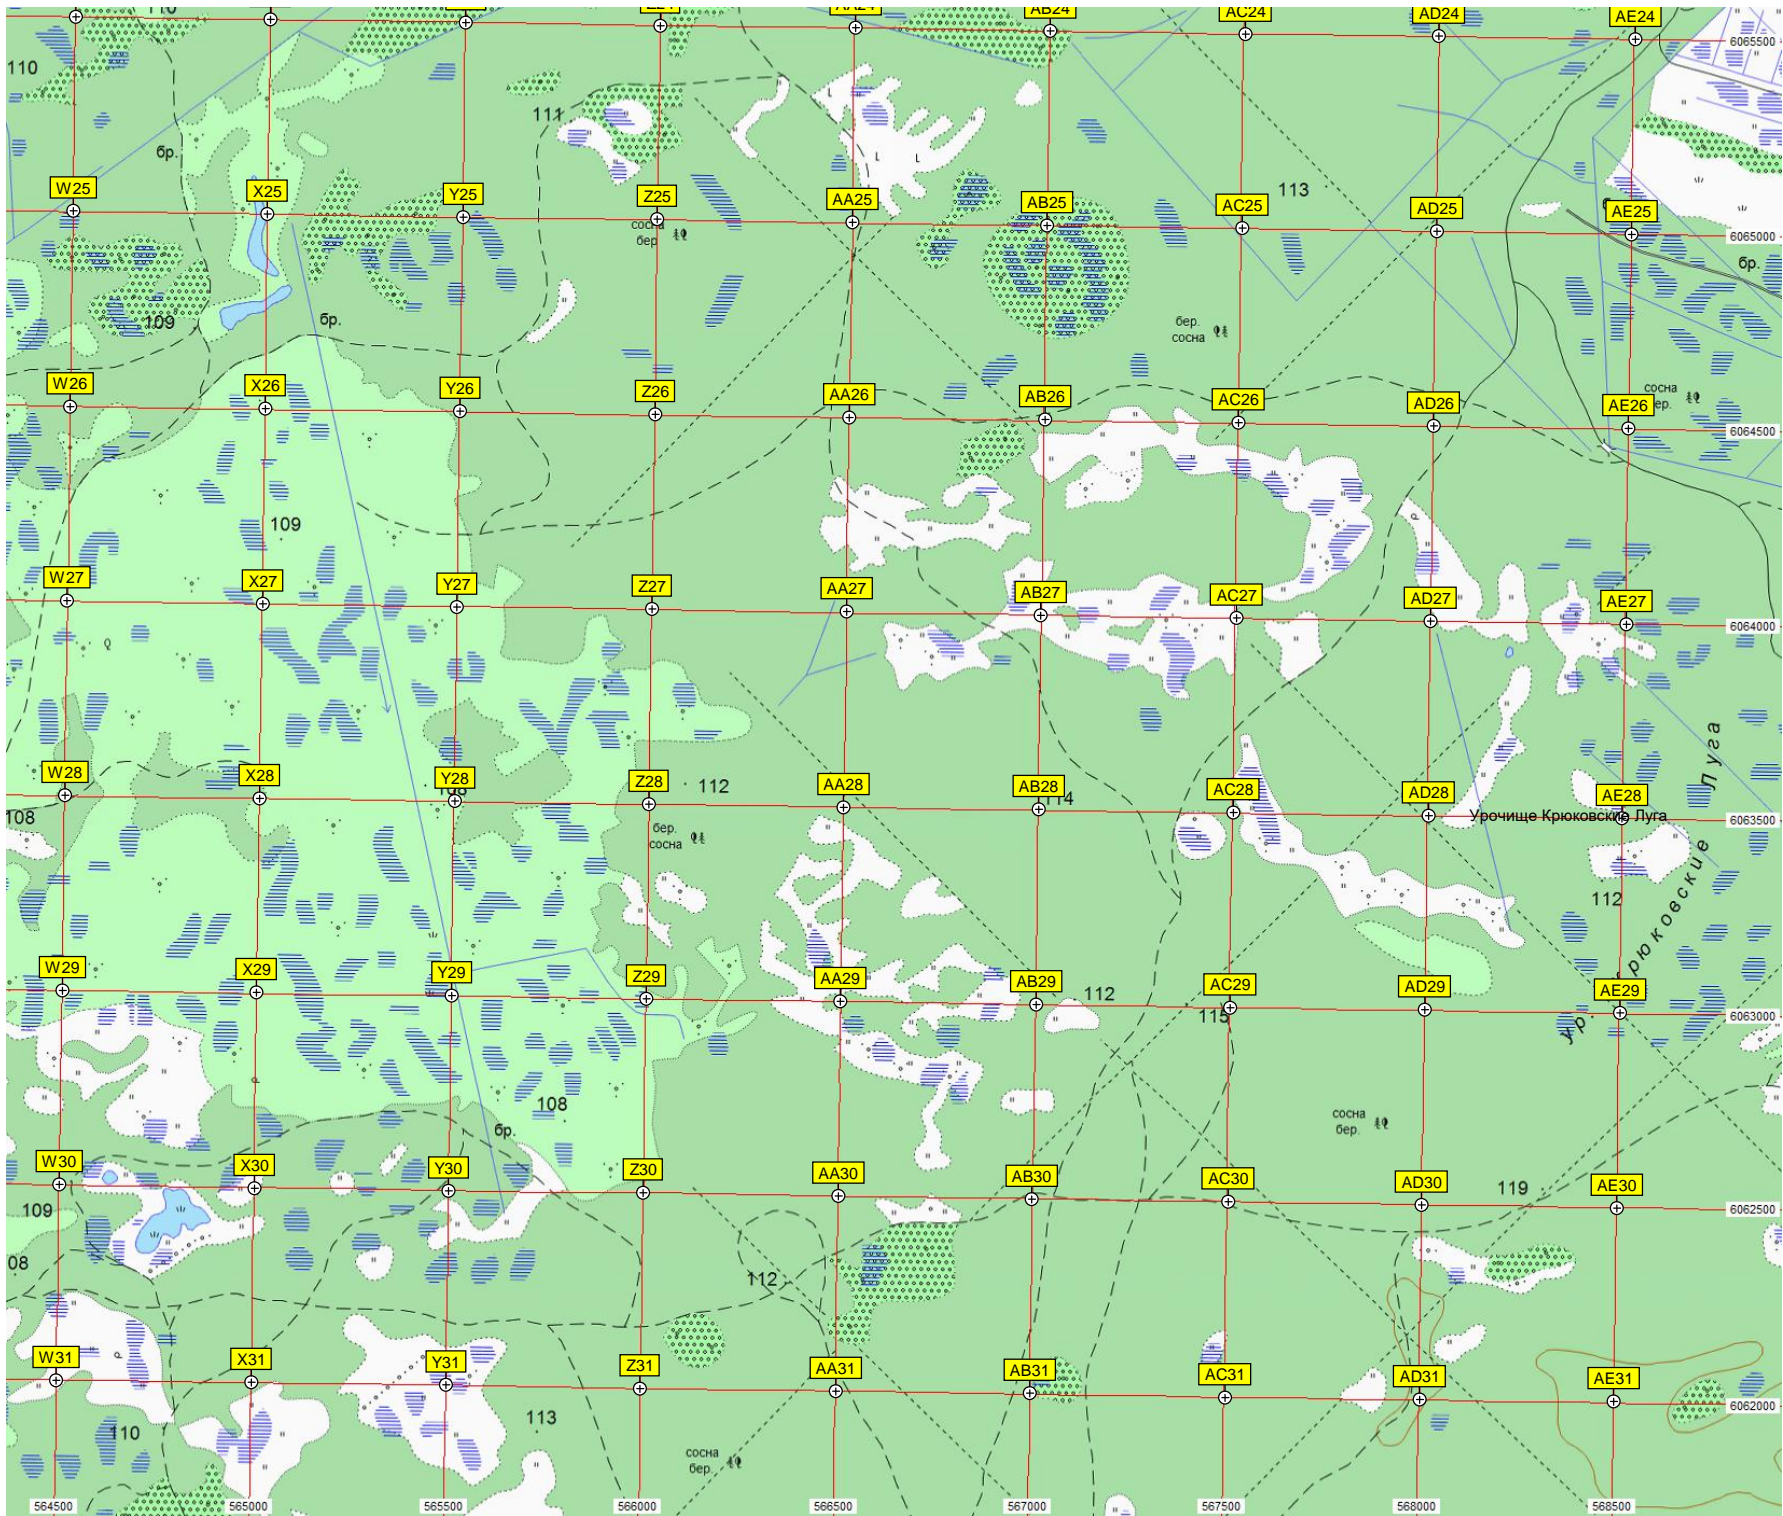 110
AB24
AC24
AD24
AE24
6065500
110
111
бр.
113
W25
X25
Y25
Z25
AA25
AB25
AC25
AD25
AE25
6065000
сосна
бер.
бр.
109
бр.
бер.
сосна
W26
X26
Y26
Z26
AA26
AB26
AC26
AD26
AE26
сосна
6064500
109
W27
X27
Y27
Z27
AA27
AB27
AC27
AD27
AE27
6064000
W28
X28
Y28
Z28
112
AA28
AB28
AC28
AD28
AE28
108
Урочище Крюковские Луга
6063500
бер.
сосна
112
ур. Крюковские Луга
W29
X29
Y29
Z29
AA29
AB29
112
AC29
AD29
AE29
115
6063000
108
бр.
сосна
бер.
W30
X30
Y30
Z30
AA30
AB30
AC30
AD30
119
AE30
109
6062500
08
112
W31
X31
Y31
Z31
AA31
AB31
AC31
AD31
AE31
6062000
110
113
сосна
бер.
564500
565000
565500
566000
566500
567000
567500
568000
568500